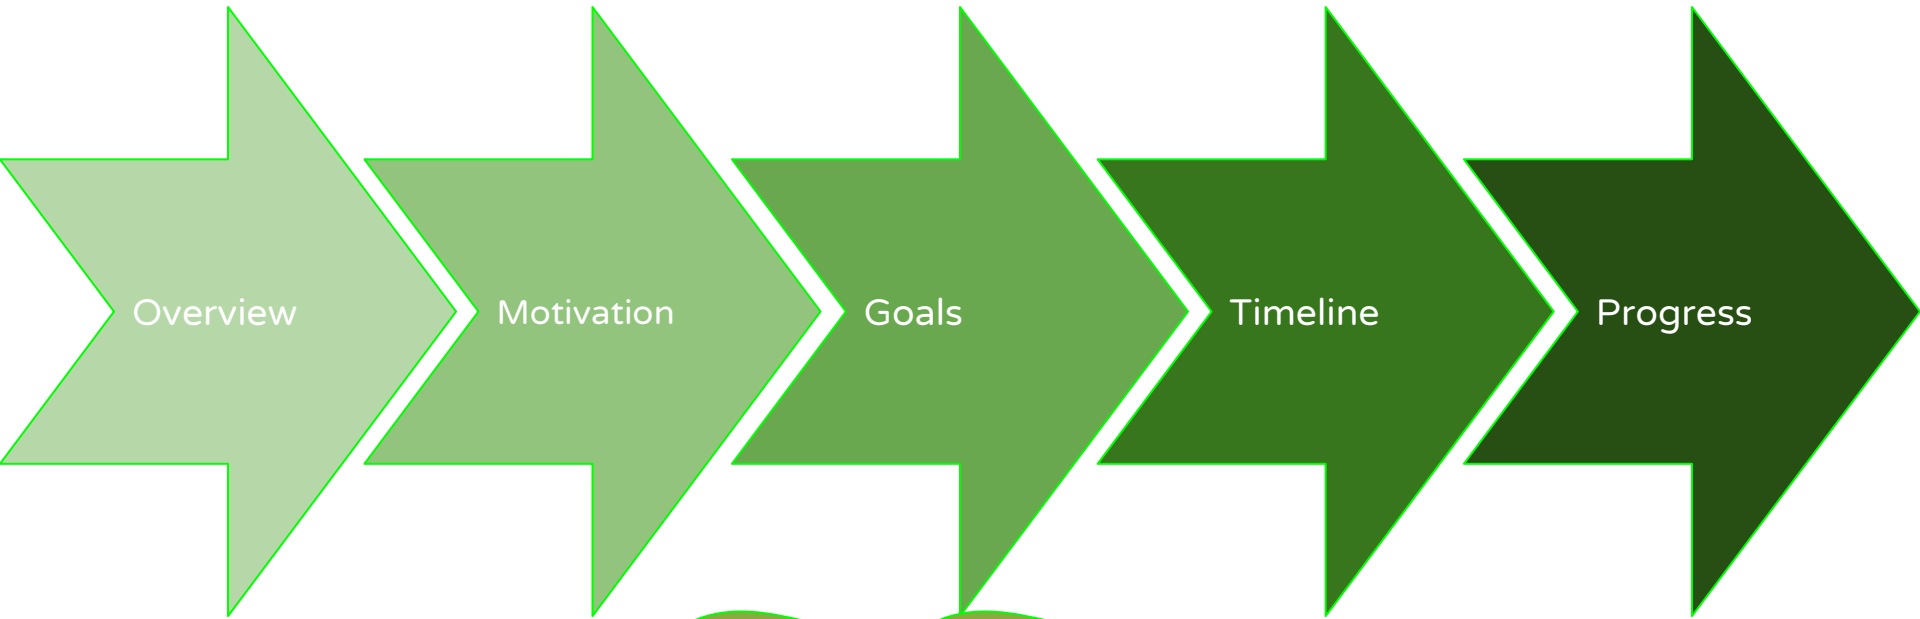 Overview
Motivation
Goals
Timeline
Progress